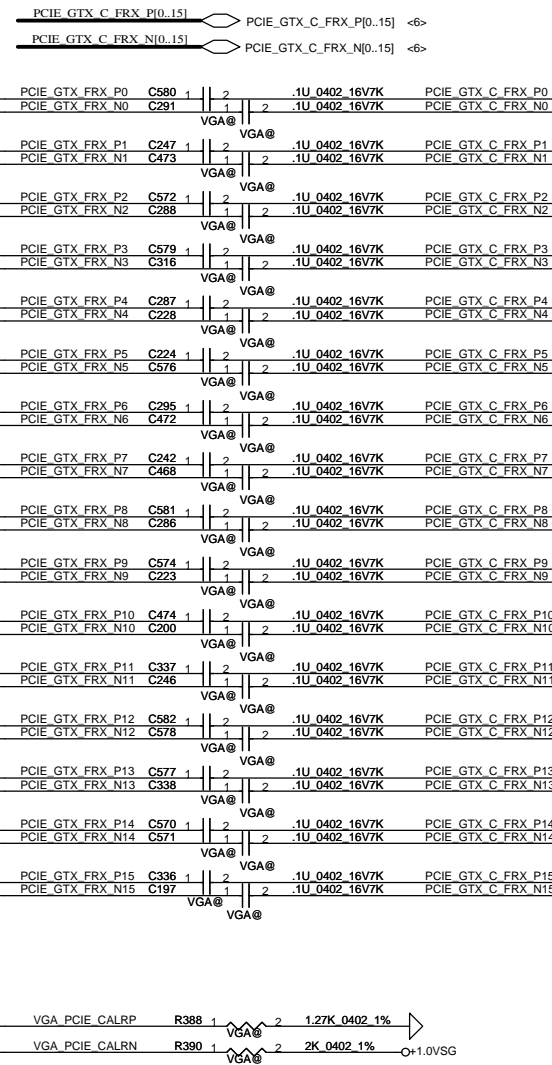 PCIE_GTX_C_FRX_P[0..15] PCIE_GTX_C_FRX_P[0..15] <6>
PCIE_GTX_C_FRX_N[0..15] PCIE_GTX_C_FRX_N[0..15] <6>
PCIE_GTX_FRX_P0 C580 1 2 .1U_0402_16V7K PCIE_GTX_C_FRX_P0
PCIE_GTX_FRX_N0 C291 1 2 .1U_0402_16V7K PCIE_GTX_C_FRX_N0
VGA@
VGA@
PCIE_GTX_FRX_P1 C247 1 2 .1U_0402_16V7K PCIE_GTX_C_FRX_P1
PCIE_GTX_FRX_N1 C473 1 2 .1U_0402_16V7K PCIE_GTX_C_FRX_N1
VGA@
VGA@
PCIE_GTX_FRX_P2 C572 1 2 .1U_0402_16V7K PCIE_GTX_C_FRX_P2
PCIE_GTX_FRX_N2 C288 1 2 .1U_0402_16V7K PCIE_GTX_C_FRX_N2
VGA@
VGA@
PCIE_GTX_FRX_P3 C579 1 2 .1U_0402_16V7K PCIE_GTX_C_FRX_P3
PCIE_GTX_FRX_N3 C316 1 2 .1U_0402_16V7K PCIE_GTX_C_FRX_N3
VGA@
VGA@
PCIE_GTX_FRX_P4 C287 1 2 .1U_0402_16V7K PCIE_GTX_C_FRX_P4
PCIE_GTX_FRX_N4 C228 1 2 .1U_0402_16V7K PCIE_GTX_C_FRX_N4
VGA@
VGA@
PCIE_GTX_FRX_P5 C224 1 2 .1U_0402_16V7K PCIE_GTX_C_FRX_P5
PCIE_GTX_FRX_N5 C576 1 2 .1U_0402_16V7K PCIE_GTX_C_FRX_N5
VGA@
VGA@
PCIE_GTX_FRX_P6 C295 1 2 .1U_0402_16V7K PCIE_GTX_C_FRX_P6
PCIE_GTX_FRX_N6 C472 1 2 .1U_0402_16V7K PCIE_GTX_C_FRX_N6
VGA@
VGA@
PCIE_GTX_FRX_P7 C242 1 2 .1U_0402_16V7K PCIE_GTX_C_FRX_P7
PCIE_GTX_FRX_N7 C468 1 2 .1U_0402_16V7K PCIE_GTX_C_FRX_N7
VGA@
VGA@
PCIE_GTX_FRX_P8 C581 1 2 .1U_0402_16V7K PCIE_GTX_C_FRX_P8
PCIE_GTX_FRX_N8 C286 1 2 .1U_0402_16V7K PCIE_GTX_C_FRX_N8
VGA@
VGA@
PCIE_GTX_FRX_P9 C574 1 2 .1U_0402_16V7K PCIE_GTX_C_FRX_P9
PCIE_GTX_FRX_N9 C223 1 2 .1U_0402_16V7K PCIE_GTX_C_FRX_N9
VGA@
VGA@
PCIE_GTX_FRX_P10 C474 1 2 .1U_0402_16V7K PCIE_GTX_C_FRX_P10
PCIE_GTX_FRX_N10 C200 1 2 .1U_0402_16V7K PCIE_GTX_C_FRX_N10
VGA@
VGA@
PCIE_GTX_FRX_P11 C337 1 2 .1U_0402_16V7K PCIE_GTX_C_FRX_P11
PCIE_GTX_FRX_N11 C246 1 2 .1U_0402_16V7K PCIE_GTX_C_FRX_N11
VGA@
VGA@
PCIE_GTX_FRX_P12 C582 1 2 .1U_0402_16V7K PCIE_GTX_C_FRX_P12
PCIE_GTX_FRX_N12 C578 1 2 .1U_0402_16V7K PCIE_GTX_C_FRX_N12
VGA@
VGA@
PCIE_GTX_FRX_P13 C577 1 2 .1U_0402_16V7K PCIE_GTX_C_FRX_P13
PCIE_GTX_FRX_N13 C338 1 2 .1U_0402_16V7K PCIE_GTX_C_FRX_N13
VGA@
VGA@
PCIE_GTX_FRX_P14 C570 1 2 .1U_0402_16V7K PCIE_GTX_C_FRX_P14
PCIE_GTX_FRX_N14 C571 1 2 .1U_0402_16V7K PCIE_GTX_C_FRX_N14
VGA@
VGA@
PCIE_GTX_FRX_P15 C336 1 2 .1U_0402_16V7K PCIE_GTX_C_FRX_P15
PCIE_GTX_FRX_N15 C197 1 2 .1U_0402_16V7K PCIE_GTX_C_FRX_N15
VGA@
VGA@
VGA_PCIE_CALRP R388 1 2 1.27K_0402_1%
VGA@
VGA_PCIE_CALRN R390 1 2 2K_0402_1% +1.0VSG
VGA@